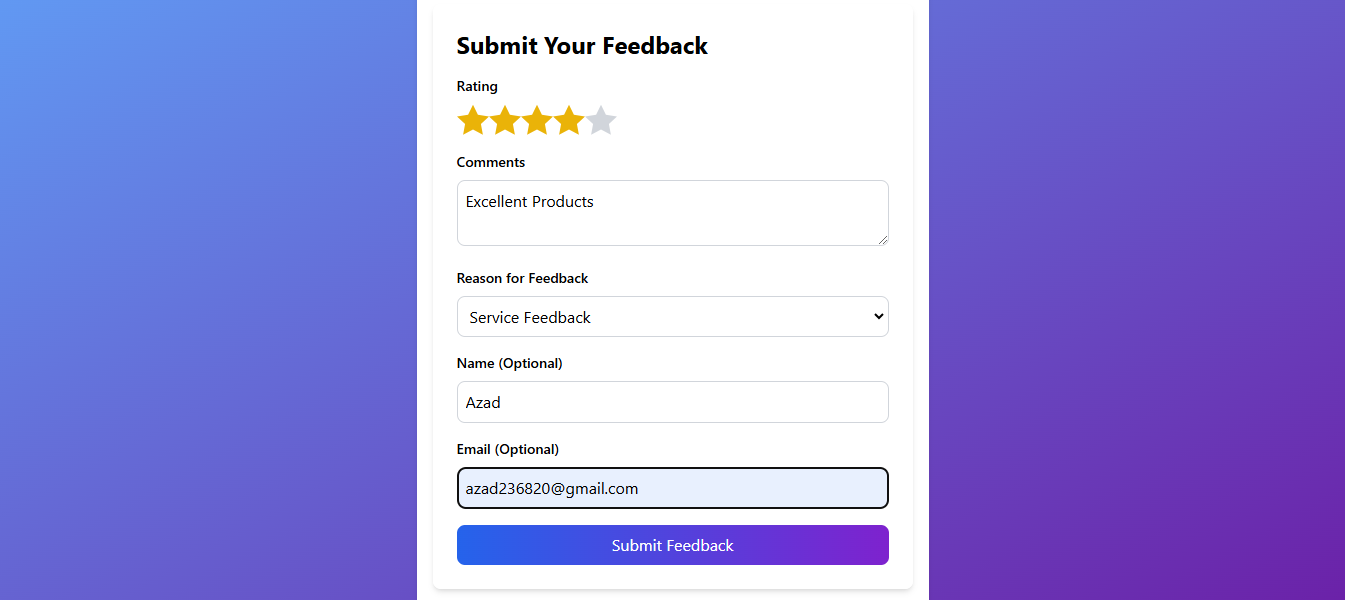 Submit Your Feedback
Rating
Comments
Excellent Products
Reason for Feedback
Service Feedback
Name (Optional)
Azad
Email (Optional)
azad236820@gmail.com
Submit Feedback